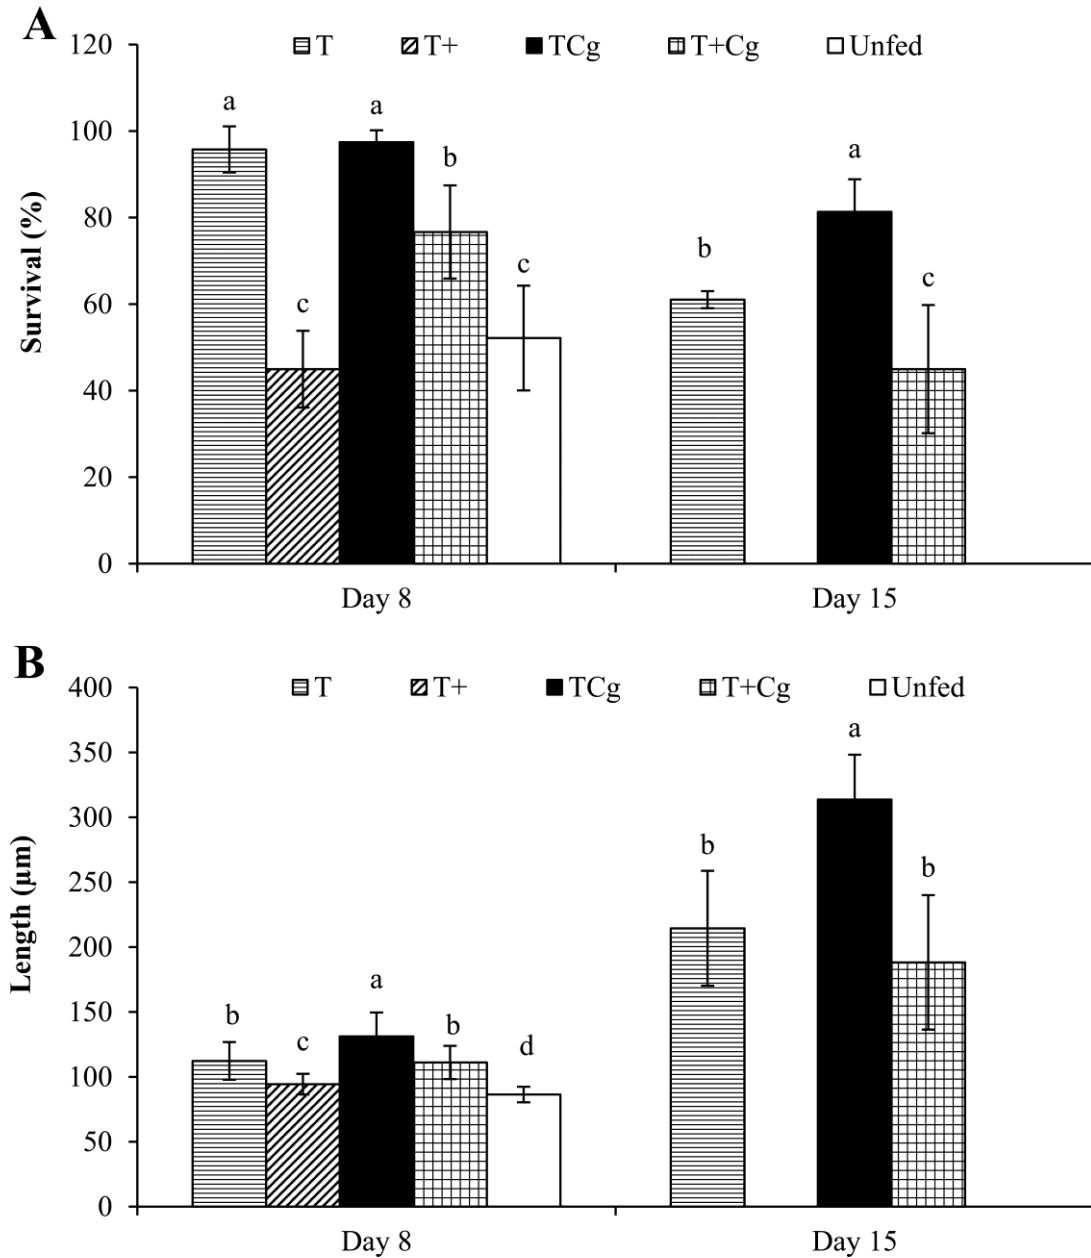 A
T T+ TCg T+Cg Unfed
120
100
80
60
40
20
0
Survival (%)
a
c
a
b
c
b
a
c
Day 8 Day 15
B
T T+ TCg T+Cg Unfed
400
350
300
250
200
150
100
50
0
Length (µm)
b
c
a
b
d
b
a
b
Day 8 Day 15